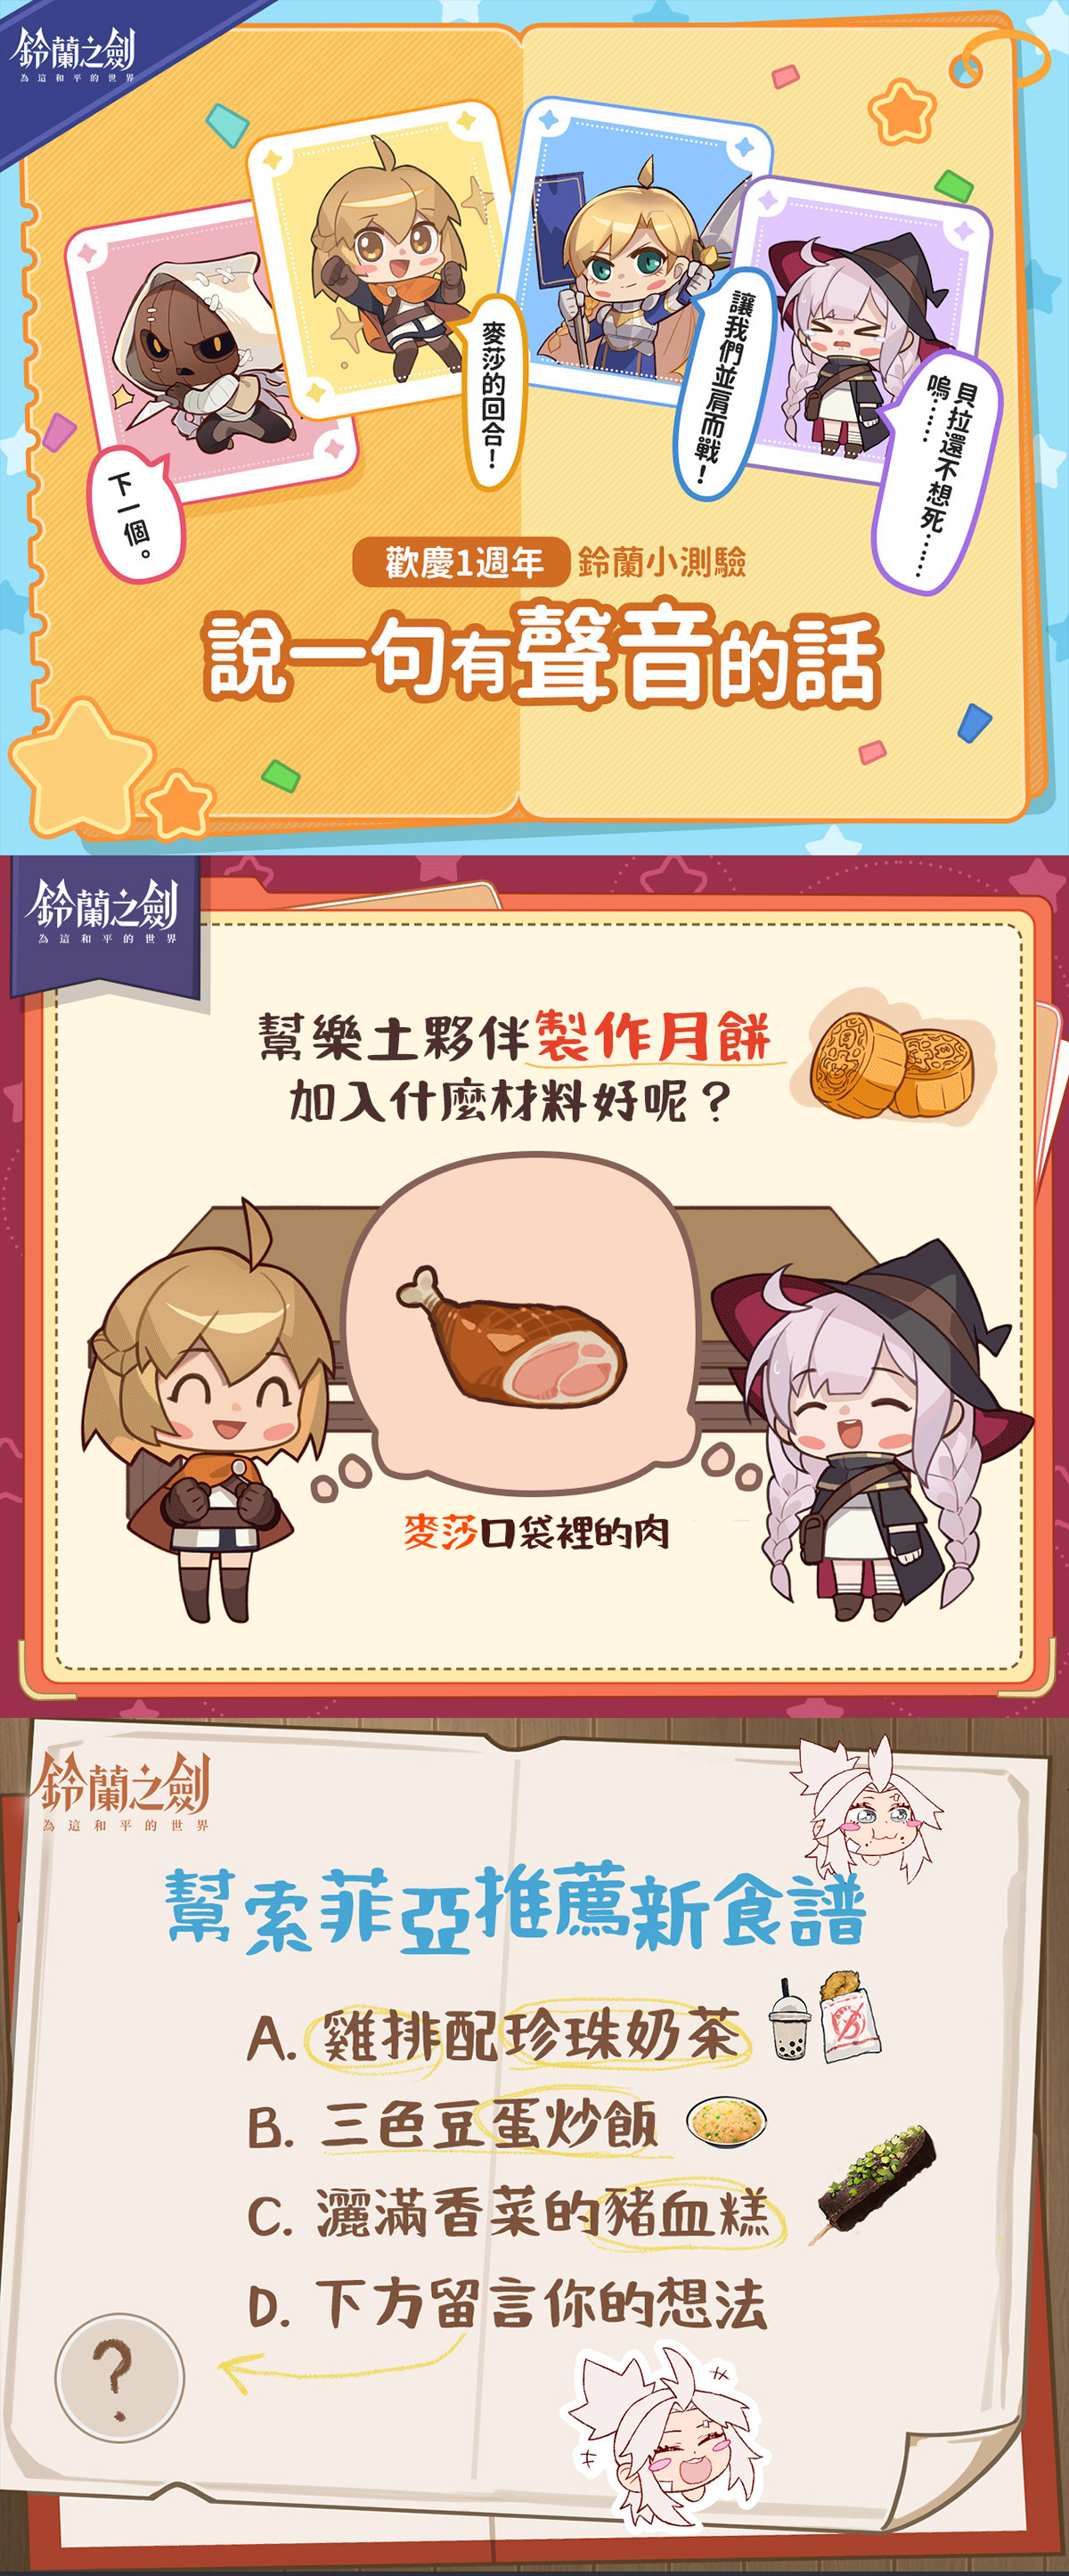 鈴蘭之劍
為這和平的世界
下一個。
麥莎的回合！
讓我們並肩而戰！
貝拉還不想死……
嗚……
歡慶1週年 鈴蘭小測驗
說一句有聲音的話
鈴蘭之劍
為這和平的世界
幫樂土夥伴製作月餅
加入什麼材料好呢？
麥莎口袋裡的肉
鈴蘭之劍
為這和平的世界
幫索菲亞推薦新食譜
A. 雞排配珍珠奶茶
B. 三色豆蛋炒飯
C. 灑滿香菜的豬血糕
D. 下方留言你的想法
?